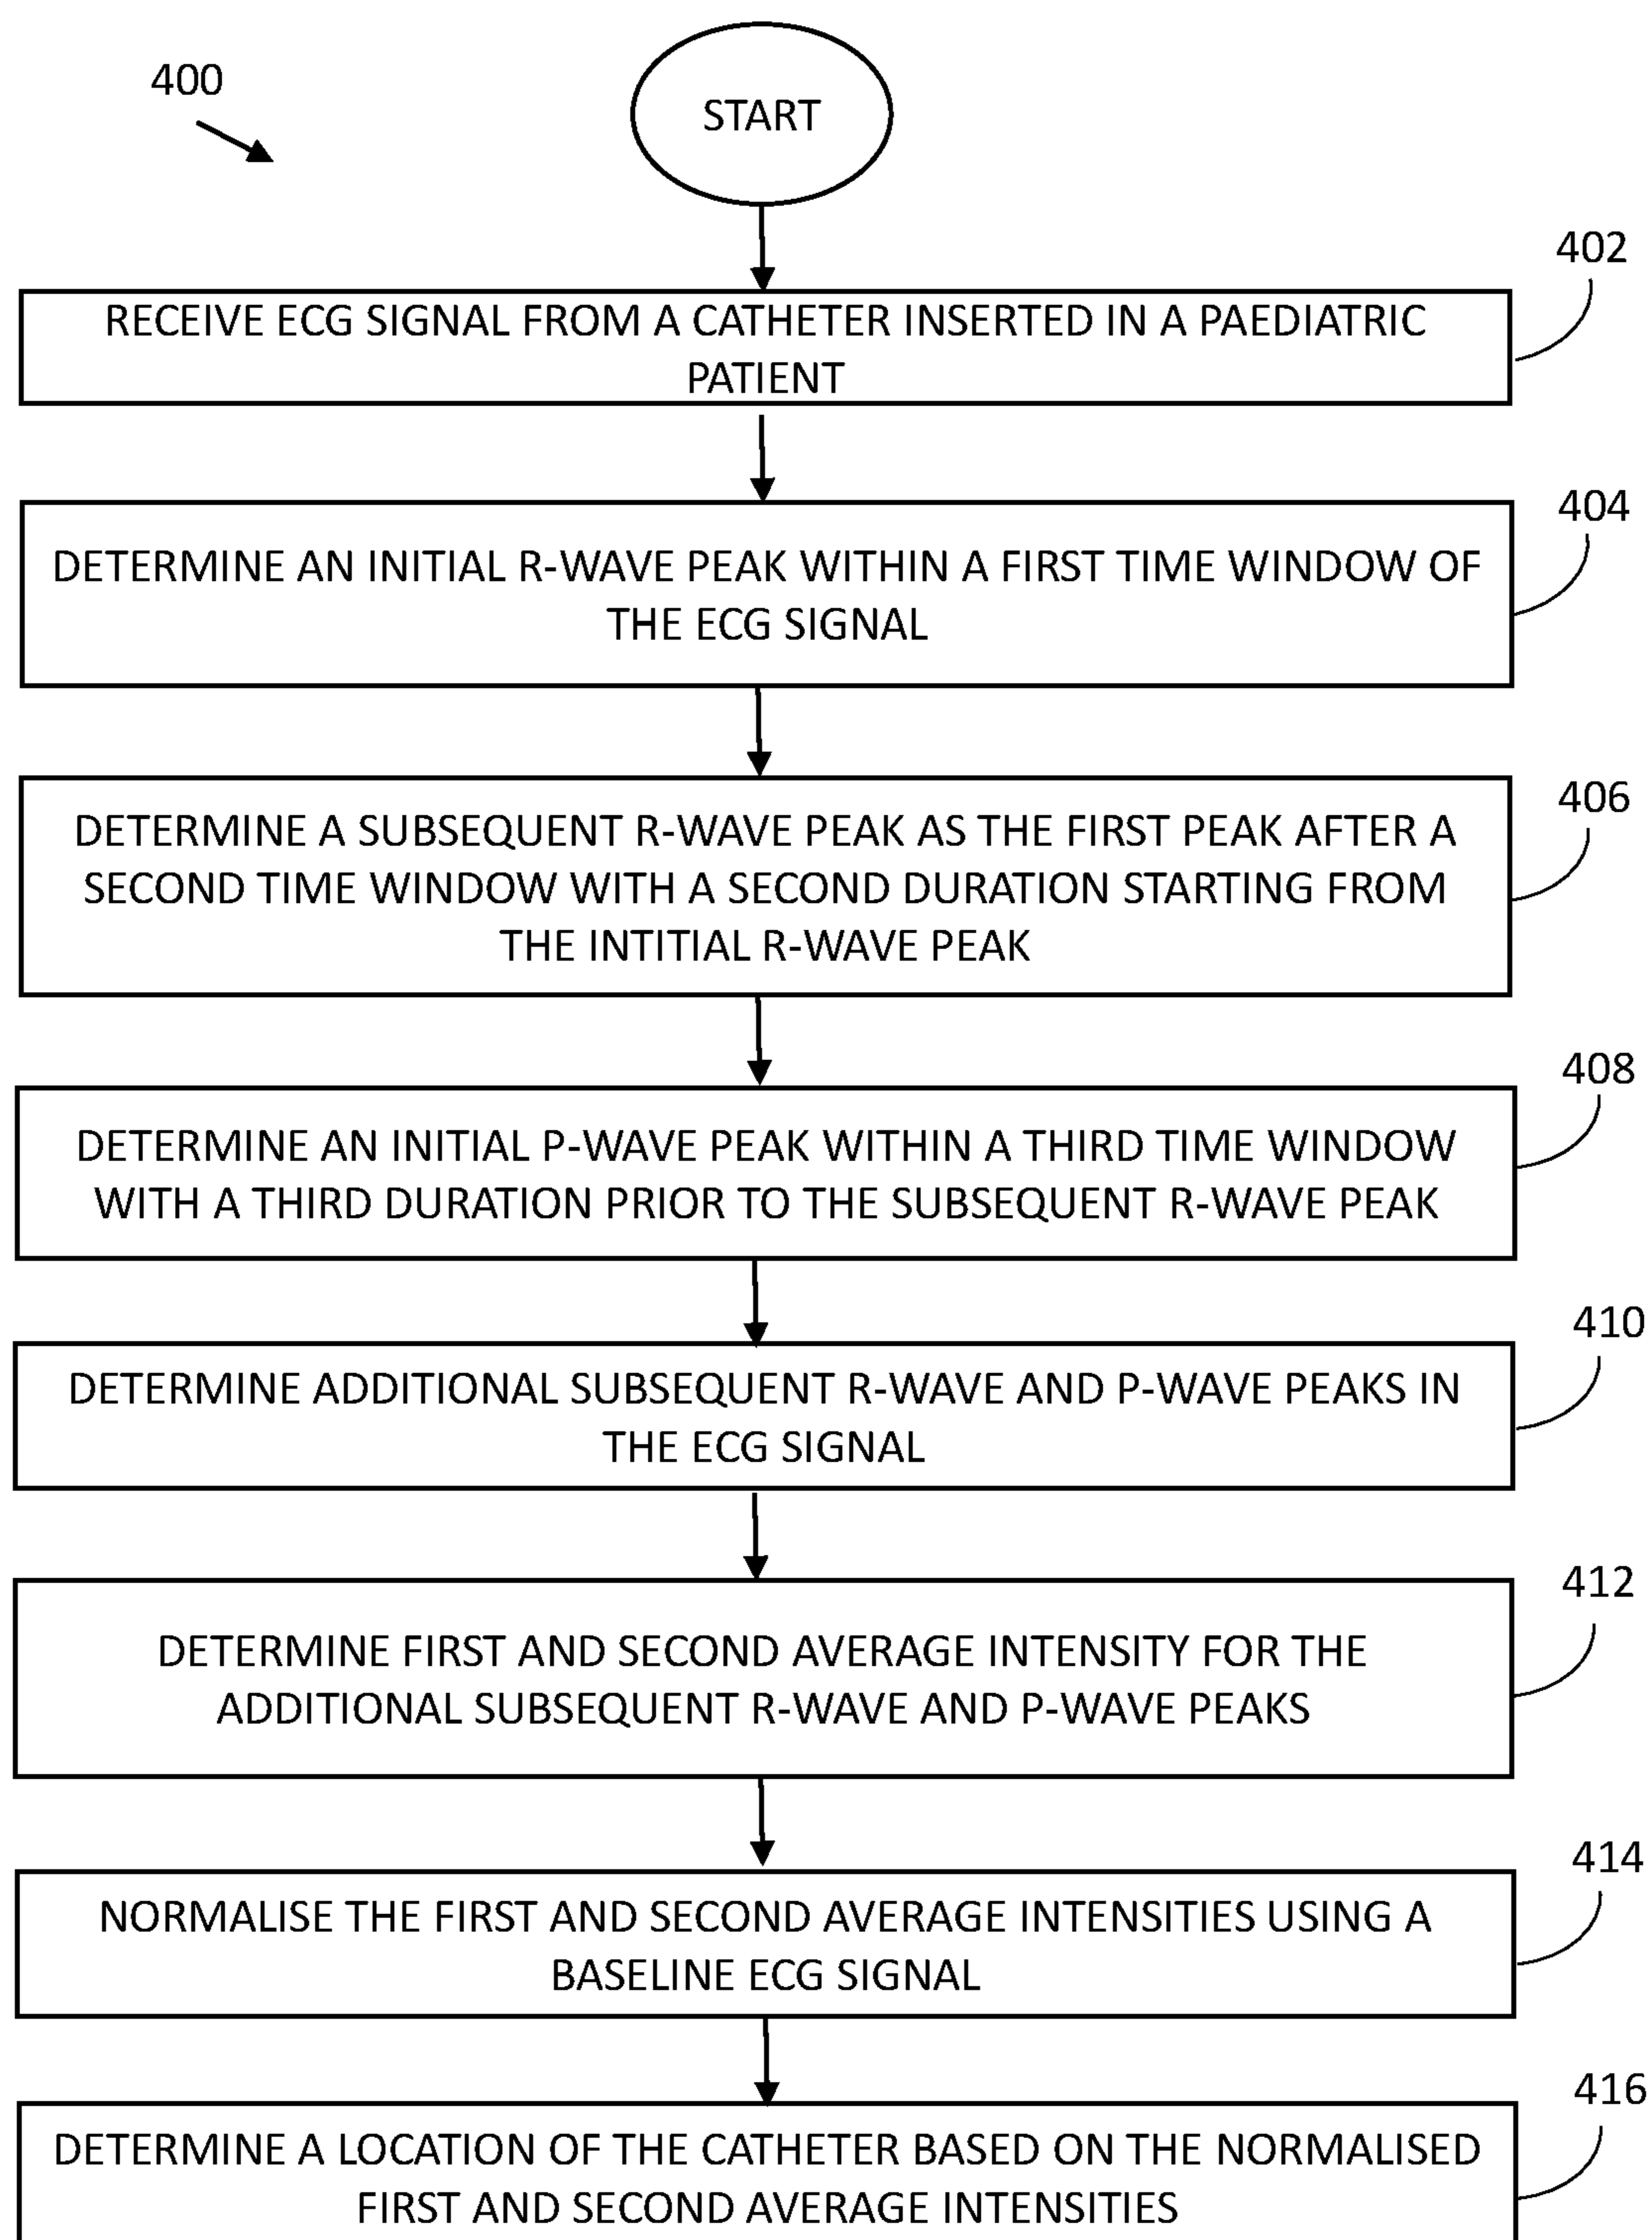 400
START
402
RECEIVE ECG SIGNAL FROM A CATHETER INSERTED IN A PAEDIATRIC
PATIENT
404
DETERMINE AN INITIAL R-WAVE PEAK WITHIN A FIRST TIME WINDOW OF
THE ECG SIGNAL
406
DETERMINE A SUBSEQUENT R-WAVE PEAK AS THE FIRST PEAK AFTER A
SECOND TIME WINDOW WITH A SECOND DURATION STARTING FROM
THE INTITIAL R-WAVE PEAK
408
DETERMINE AN INITIAL P-WAVE PEAK WITHIN A THIRD TIME WINDOW
WITH A THIRD DURATION PRIOR TO THE SUBSEQUENT R-WAVE PEAK
410
DETERMINE ADDITIONAL SUBSEQUENT R-WAVE AND P-WAVE PEAKS IN
THE ECG SIGNAL
412
DETERMINE FIRST AND SECOND AVERAGE INTENSITY FOR THE
ADDITIONAL SUBSEQUENT R-WAVE AND P-WAVE PEAKS
414
NORMALISE THE FIRST AND SECOND AVERAGE INTENSITIES USING A
BASELINE ECG SIGNAL
416
DETERMINE A LOCATION OF THE CATHETER BASED ON THE NORMALISED
FIRST AND SECOND AVERAGE INTENSITIES